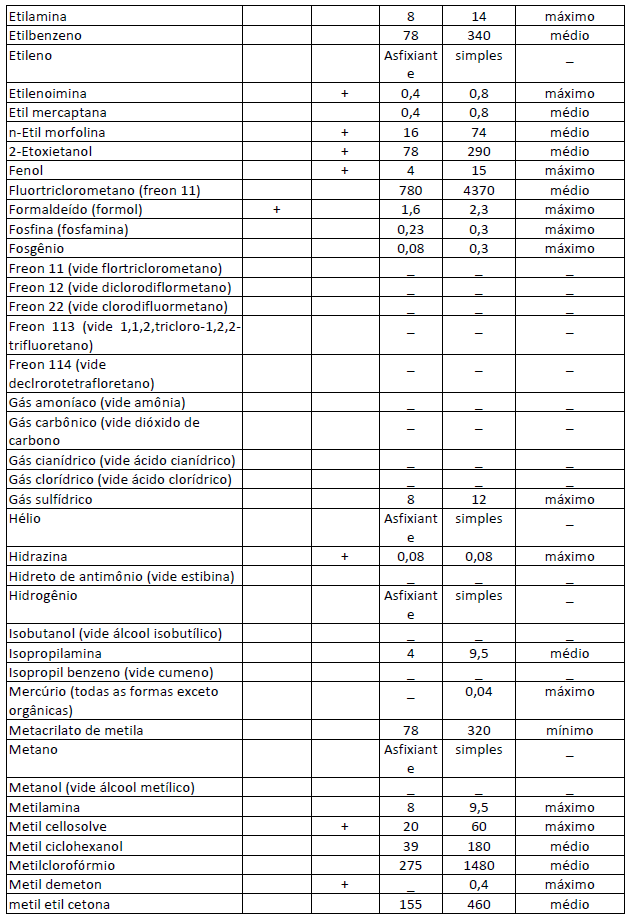 Etilamina 8 14 máximo
Etilbenzeno 78 340 médio
Etileno Asfixiant simples _
e
Etilenoimina + 0,4 0,8 máximo
Etil mercaptana 0,4 0,8 médio
n-Etil morfolina + 16 74 médio
2-Etoxietanol + 78 290 médio
Fenol + 4 15 máximo
Fluortriclorometano (freon 11) 780 4370 médio
Formaldeído (formol) + 1,6 2,3 máximo
Fosfina (fosfamina) 0,23 0,3 máximo
Fosgênio 0,08 0,3 máximo
Freon 11 (vide flortriclorometano) _ _ _
Freon 12 (vide diclorodiflormetano) _ _ _
Freon 22 (vide clorodifluormetano) _ _ _
Freon 113 (vide 1,1,2,tricloro-1,2,2- _ _ _
trifluoretano)
Freon 114 (vide _ _ _
declrorotetrafloretano)
Gás amoníaco (vide amônia) _ _ _
Gás carbônico (vide dióxido de _ _ _
carbono
Gás cianídrico (vide ácido cianídrico) _ _ _
Gás clorídrico (vide ácido clorídrico) _ _ _
Gás sulfídrico 8 12 máximo
Hélio Asfixiant simples _
e
Hidrazina + 0,08 0,08 máximo
Hidreto de antimônio (vide estibina) _ _ _
Hidrogênio Asfixiant simples _
e
Isobutanol (vide álcool isobutílico) _ _ _
Isopropilamina 4 9,5 médio
Isopropil benzeno (vide cumeno) _ _ _
Mercúrio (todas as formas exceto _ 0,04 máximo
orgânicas)
Metacrilato de metila 78 320 mínimo
Metano Asfixiant simples _
e
Metanol (vide álcool metílico) _ _ _
Metilamina 8 9,5 máximo
Metil cellosolve + 20 60 máximo
Metil ciclohexanol 39 180 médio
Metilclorofórmio 275 1480 médio
Metil demeton + _ 0,4 máximo
metil etil cetona 155 460 médio